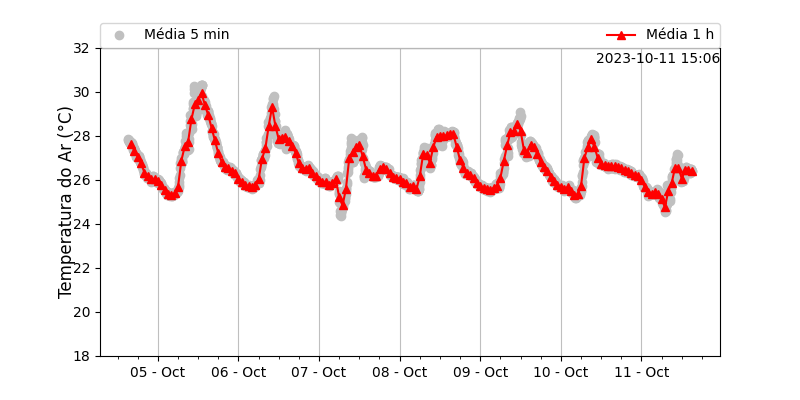 Média 5 min
Média 1 h
2023-10-11 15:06
Temperatura do Ar (°C)
32
30
28
26
24
22
20
18
05 - Oct
06 - Oct
07 - Oct
08 - Oct
09 - Oct
10 - Oct
11 - Oct